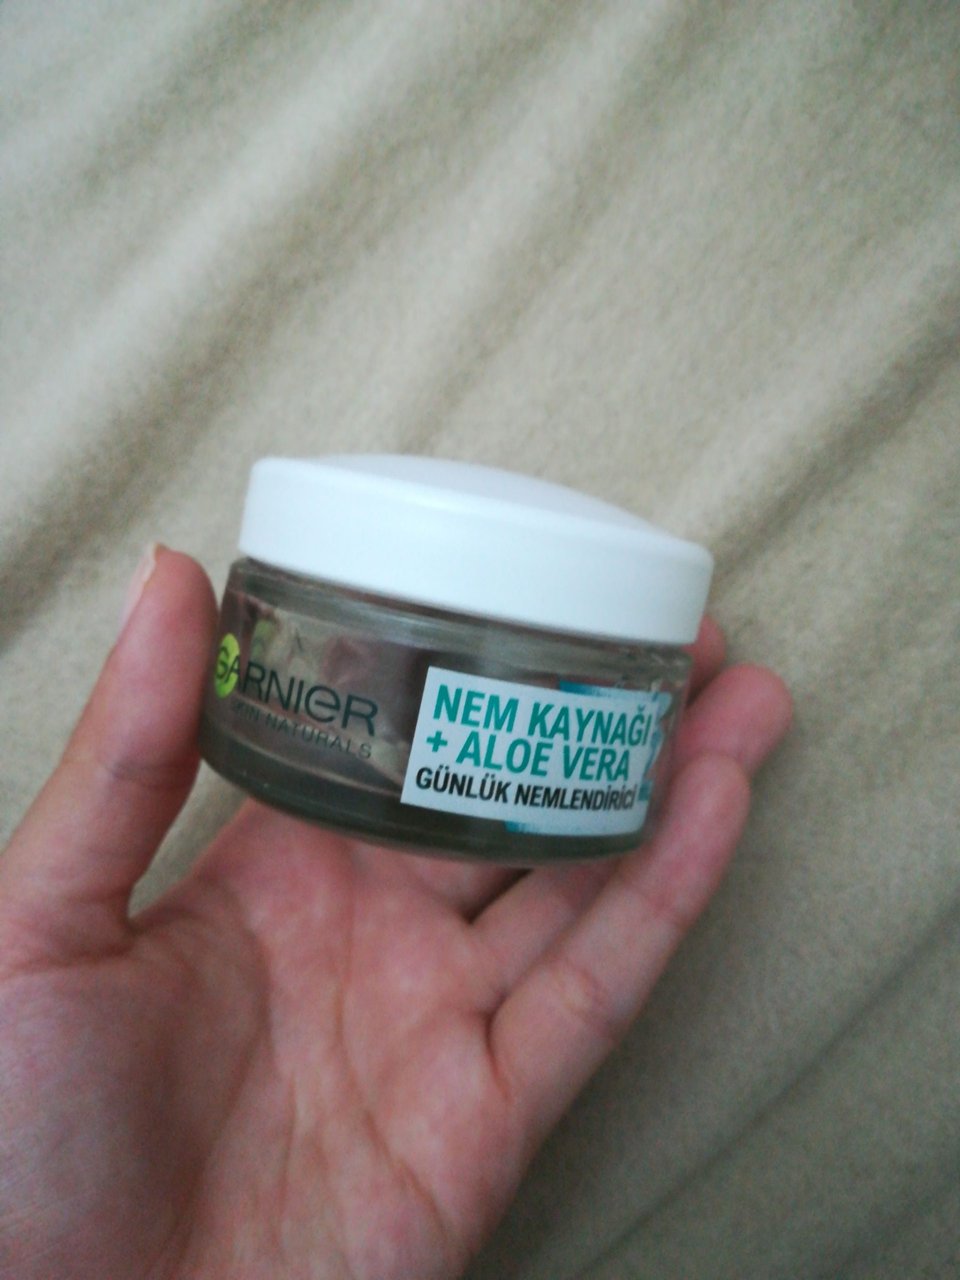 GARNIER
SKIN NATURALS
NEM KAYNAĞI
+ ALOE VERA
GÜNLÜK NEMLENDİRİCİ